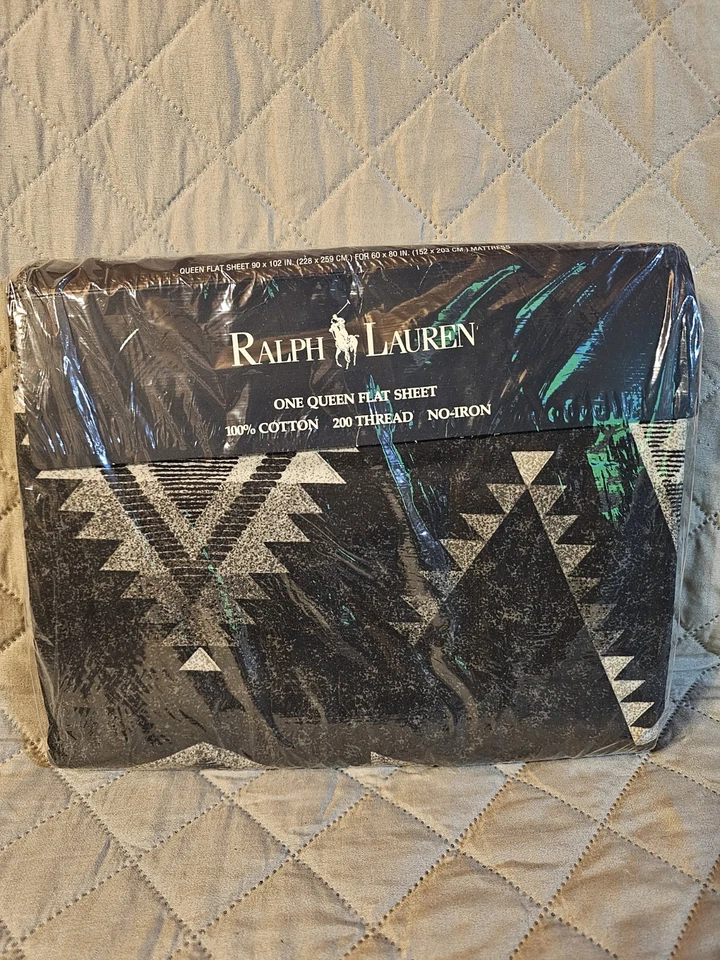 QUEEN FLAT SHEET 90 x 102 IN. (228 x 259 CM.) FOR 60 x 80 IN. (152 x 203 CM.) MATTRESS
RALPH LAUREN
ONE QUEEN FLAT SHEET
100% COTTON 200 THREAD NO-IRON